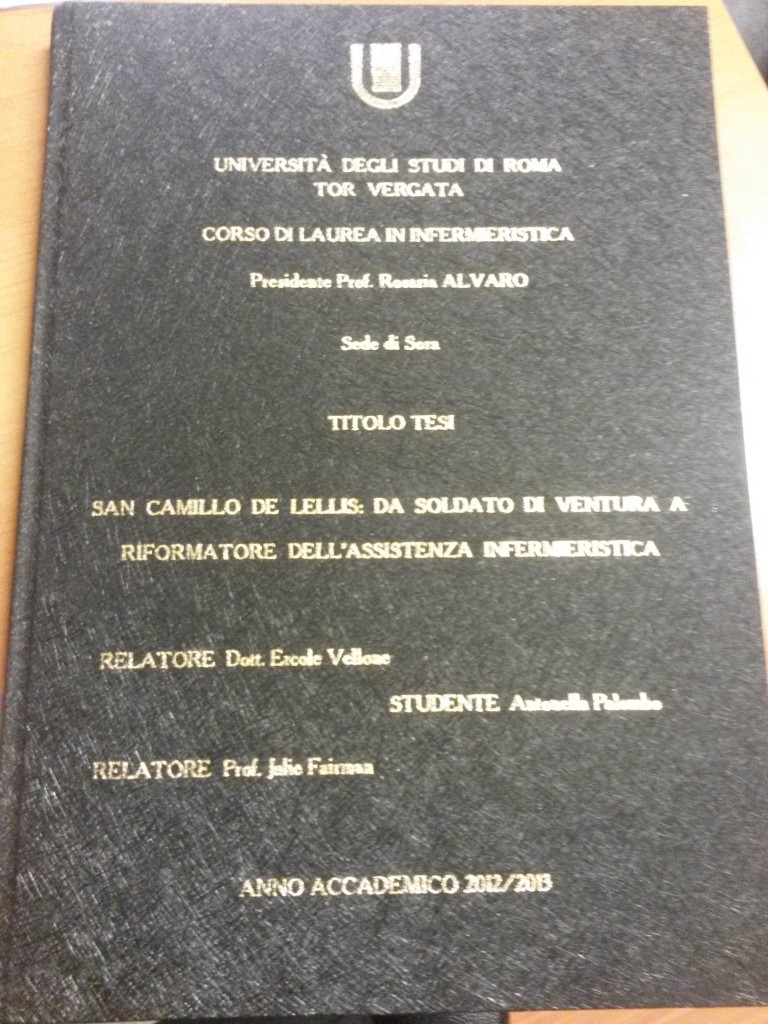 UNIVERSITÀ DEGLI STUDI DI ROMA
TOR VERGATA
CORSO DI LAUREA IN INFERMIERISTICA
Presidente Prof. Rosaria ALVARO
Sede di Sora
TITOLO TESI
SAN CAMILLO DE LELLIS: DA SOLDATO DI VENTURA A
RIFORMATORE DELL'ASSISTENZA INFERMIERISTICA
RELATORE Dott. Ercole Vellone
STUDENTE Antonella Palombo
RELATORE Prof. Julie Fairman
ANNO ACCADEMICO 2012/2013